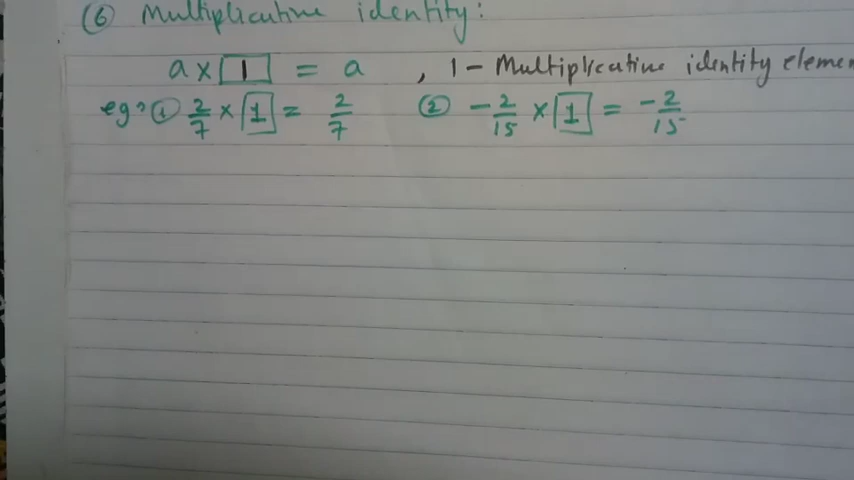 ⑥ Multiplicative identity:
a × 1 = a , 1 - Multiplicative identity elemen
eg: ① 2/7 × 1 = 2/7 ② -2/15 × 1 = -2/15